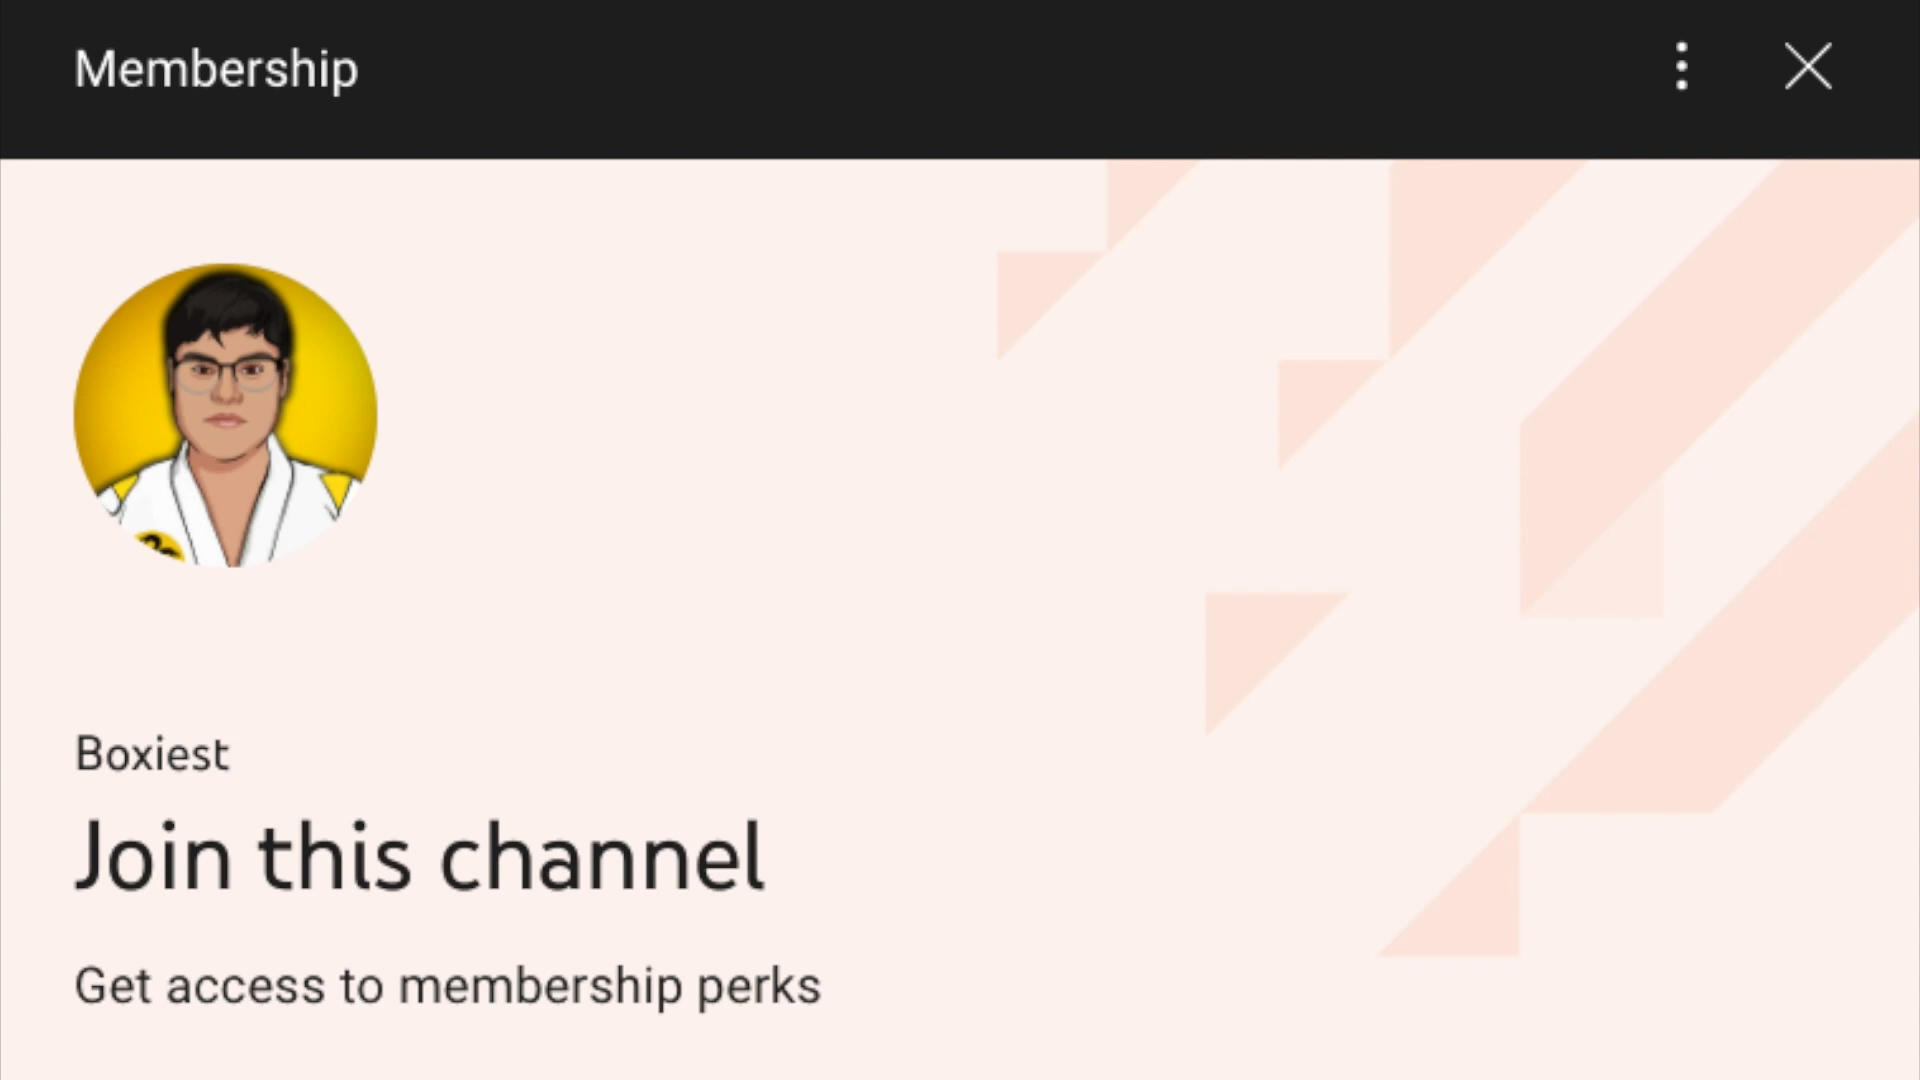 Membership
Boxiest
Join this channel
Get access to membership perks